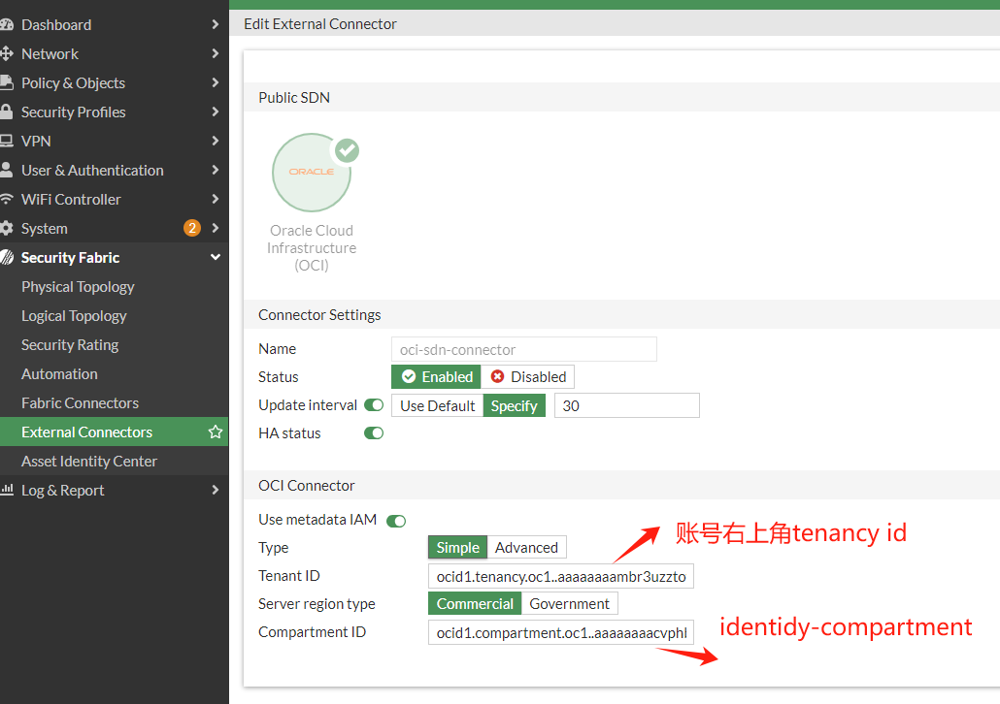 Dashboard
Network
Policy & Objects
Security Profiles
VPN
User & Authentication
WiFi Controller
System 2
Security Fabric
Physical Topology
Logical Topology
Security Rating
Automation
Fabric Connectors
External Connectors
Asset Identity Center
Log & Report
Edit External Connector
Public SDN
ORACLE
Oracle Cloud
Infrastructure
(OCI)
Connector Settings
Name oci-sdn-connector
Status Enabled Disabled
Update interval Use Default Specify 30
HA status
OCI Connector
Use metadata IAM
账号右上角tenancy id
Type Simple Advanced
Tenant ID ocid1.tenancy.oc1..aaaaaaaambr3uzzto
Server region type Commercial Government
identidy-compartment
Compartment ID ocid1.compartment.oc1..aaaaaaaacvphl